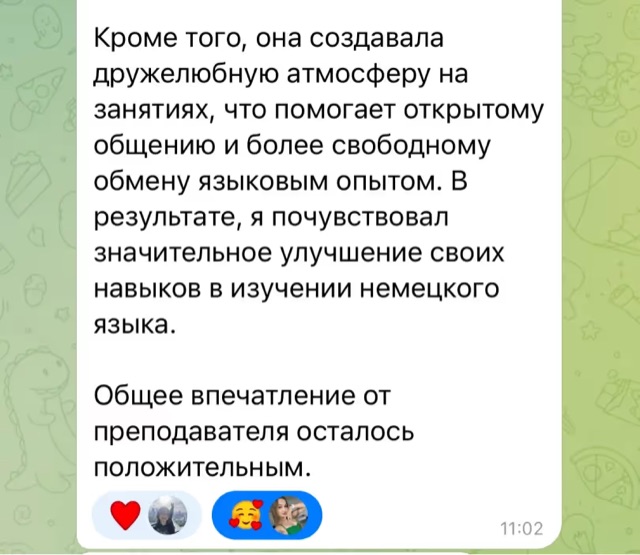 Кроме того, она создавала
дружелюбную атмосферу на
занятиях, что помогает открытому
общению и более свободному
обмену языковым опытом. В
результате, я почувствовал
значительное улучшение своих
навыков в изучении немецкого
языка.
Общее впечатление от
преподавателя осталось
положительным.
11:02